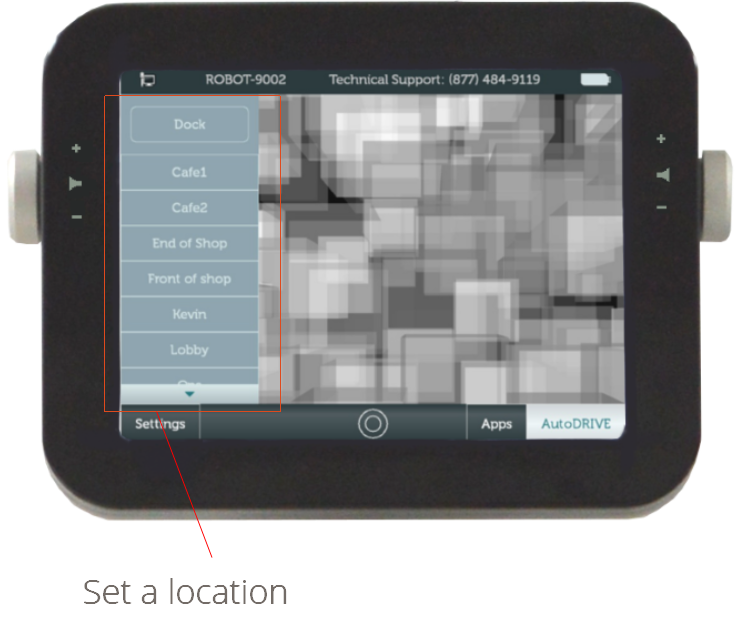 ROBOT-9002 Technical Support: (877) 484-9119
Dock
Cafe1
Cafe2
End of Shop
Front of shop
Kevin
Lobby
Settings Apps AutoDRIVE
Set a location